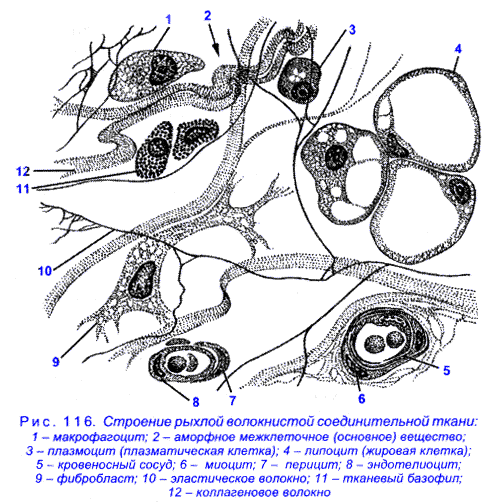 1
2
3
4
12
11
10
9
8
7
6
5
Рис. 116. Строение рыхлой волокнистой соединительной ткани:
1 – макрофагоцит; 2 – аморфное межклеточное (основное) вещество;
3 – плазмоцит (плазматическая клетка); 4 – липоцит (жировая клетка);
5 – кровеносный сосуд; 6 – миоцит; 7 – перицит; 8 – эндотелиоцит;
9 – фибробласт; 10 – эластическое волокно; 11 – тканевый базофил;
12 – коллагеновое волокно